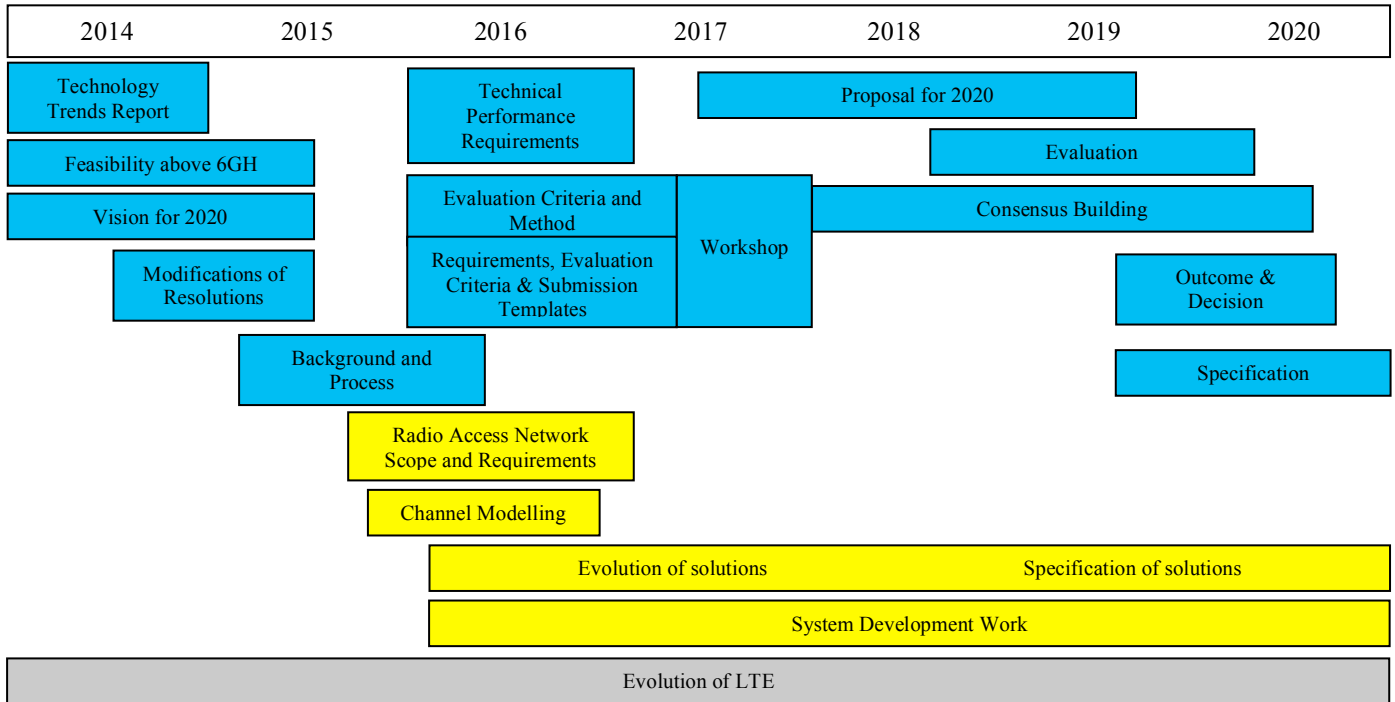 2014 2015 2016 2017 2018 2019 2020
Technology
Trends Report
Technical
Performance
Requirements
Proposal for 2020
Feasibility above 6GH
Evaluation
Vision for 2020
Evaluation Criteria and
Method
Workshop
Consensus Building
Modifications of
Resolutions
Requirements, Evaluation
Criteria & Submission
Templates
Outcome &
Decision
Background and
Process
Specification
Radio Access Network
Scope and Requirements
Channel Modelling
Evolution of solutions Specification of solutions
System Development Work
Evolution of LTE